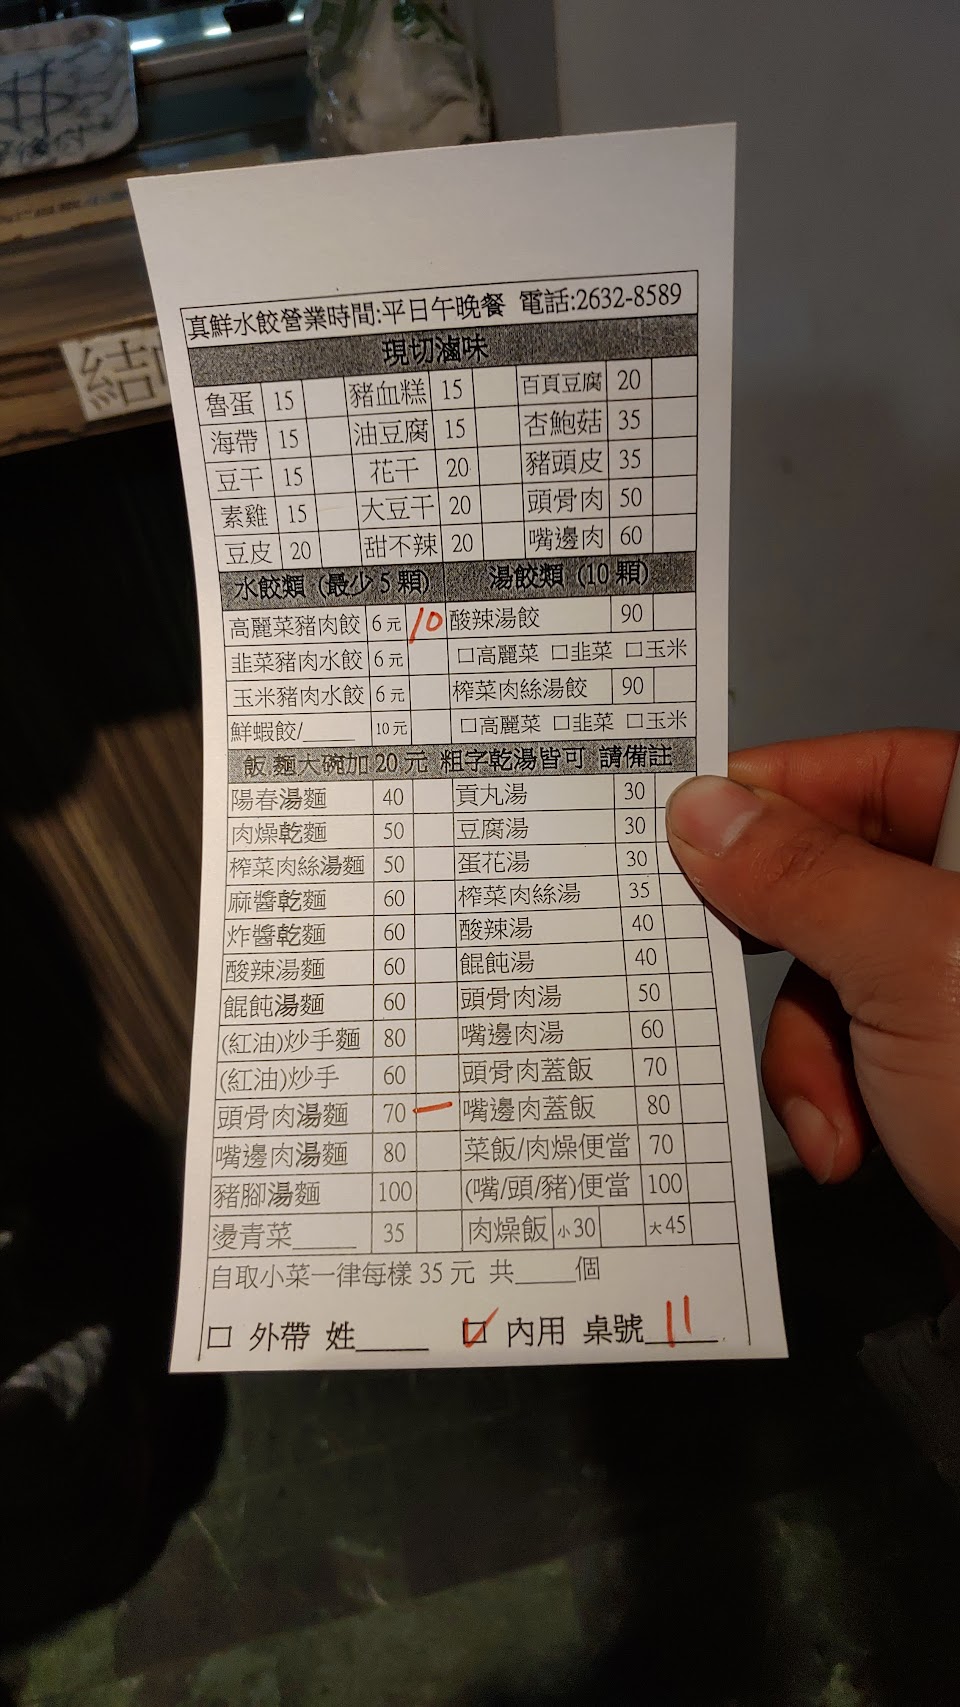 $
結
真鮮水餃營業時間:平日午晚餐 電話:2632-8589
現切滷味
魯蛋 15 豬血糕 15 百頁豆腐 20
海帶 15 油豆腐 15 杏鮑菇 35
豆干 15 花干 20 豬頭皮 35
素雞 15 大豆干 20 頭骨肉 50
豆皮 20 甜不辣 20 嘴邊肉 60
水餃類 (最少5顆) 湯餃類 (10顆)
高麗菜豬肉餃 6元 10 酸辣湯餃 90
韭菜豬肉水餃 6元 □高麗菜 □韭菜 □玉米
玉米豬肉水餃 6元 榨菜肉絲湯餃 90
鮮蝦餃/____ 10元 □高麗菜 □韭菜 □玉米
飯 麵大碗加20元 粗字乾湯皆可 請備註
陽春湯麵 40 貢丸湯 30
肉燥乾麵 50 豆腐湯 30
榨菜肉絲湯麵 50 蛋花湯 30
麻醬乾麵 60 榨菜肉絲湯 35
炸醬乾麵 60 酸辣湯 40
酸辣湯麵 60 餛飩湯 40
餛飩湯麵 60 頭骨肉湯 50
(紅油)炒手麵 80 嘴邊肉湯 60
(紅油)炒手 60 頭骨肉蓋飯 70
頭骨肉湯麵 70 一 嘴邊肉蓋飯 80
嘴邊肉湯麵 80 菜飯/肉燥便當 70
豬腳湯麵 100 (嘴/頭/豬)便當 100
燙青菜____ 35 肉燥飯 小30 大45
自取小菜一律每樣35元 共____個
□ 外帶 姓____ ☑ 內用 桌號 11